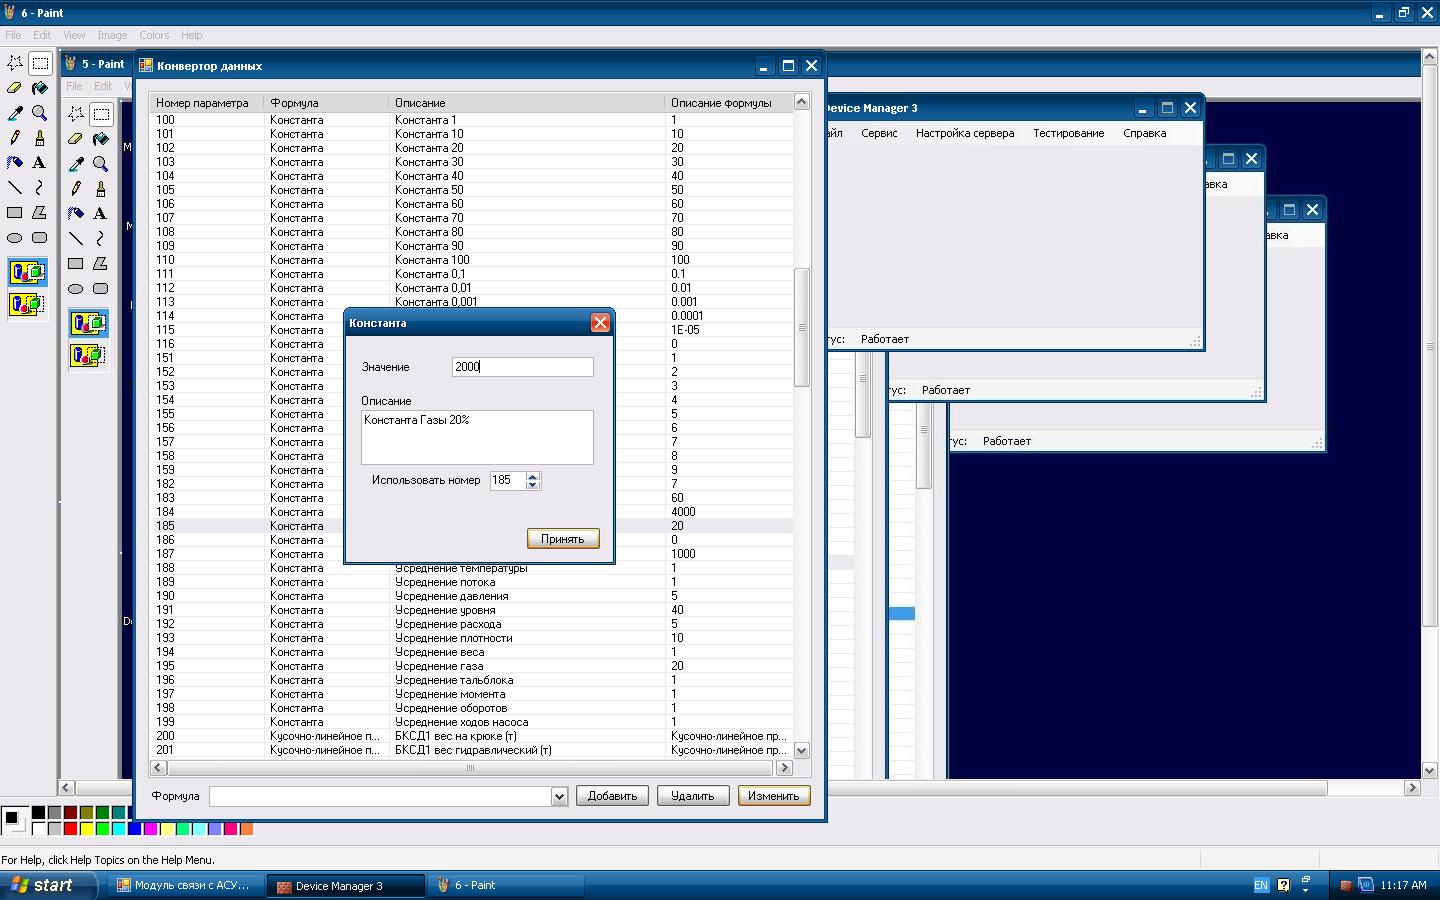 6 - Paint
File Edit View Image Colors Help
5 - Paint
File Edit
Конвертор данных
Номер параметра Формула Описание Описание формулы
100 Константа Константа 1 1
101 Константа Константа 10 10
102 Константа Константа 20 20
103 Константа Константа 30 30
104 Константа Константа 40 40
105 Константа Константа 50 50
106 Константа Константа 60 60
107 Константа Константа 70 70
108 Константа Константа 80 80
109 Константа Константа 90 90
110 Константа Константа 100 100
111 Константа Константа 0,1 0.1
112 Константа Константа 0,01 0.01
113 Константа Константа 0,001 0.001
114 Константа 0.0001
115 Константа 1E-05
116 Константа 0
151 Константа 1
152 Константа 2
153 Константа 3
154 Константа 4
155 Константа 5
156 Константа 6
157 Константа 7
158 Константа 8
159 Константа 9
182 Константа 7
183 Константа 60
184 Константа 4000
185 Константа 20
186 Константа 0
187 Константа 1000
188 Константа Усреднение температуры 1
189 Константа Усреднение потока 1
190 Константа Усреднение давления 5
191 Константа Усреднение уровня 40
192 Константа Усреднение расхода 5
193 Константа Усреднение плотности 10
194 Константа Усреднение веса 1
195 Константа Усреднение газа 20
196 Константа Усреднение тальблока 1
197 Константа Усреднение момента 1
198 Константа Усреднение оборотов 1
199 Константа Усреднение ходов насоса 1
200 Кусочно-линейное п... БКСД1 вес на крюке (т) Кусочно-линейное пр...
201 Кусочно-линейное п... БКСД1 вес гидравлический (т) Кусочно-линейное пр...
Формула Добавить Удалить Изменить
Константа
Значение 2000
Описание
Константа Газы 20%
Использовать номер 185
Принять
Device Manager 3
айл Сервис Настройка сервера Тестирование Справка
тус: Работает
авка
тус: Работает
авка
тус: Работает
For Help, click Help Topics on the Help Menu.
start Модуль связи с АСУ... Device Manager 3 6 - Paint EN 11:17 AM